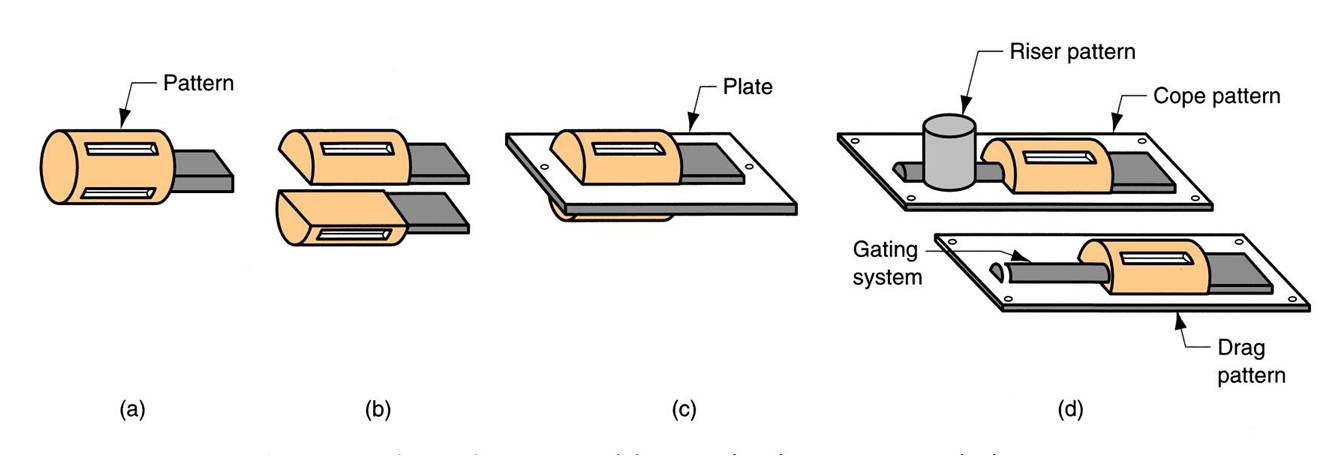 Pattern
Plate
Riser pattern
Cope pattern
Gating
system
Drag
pattern
(a)
(b)
(c)
(d)